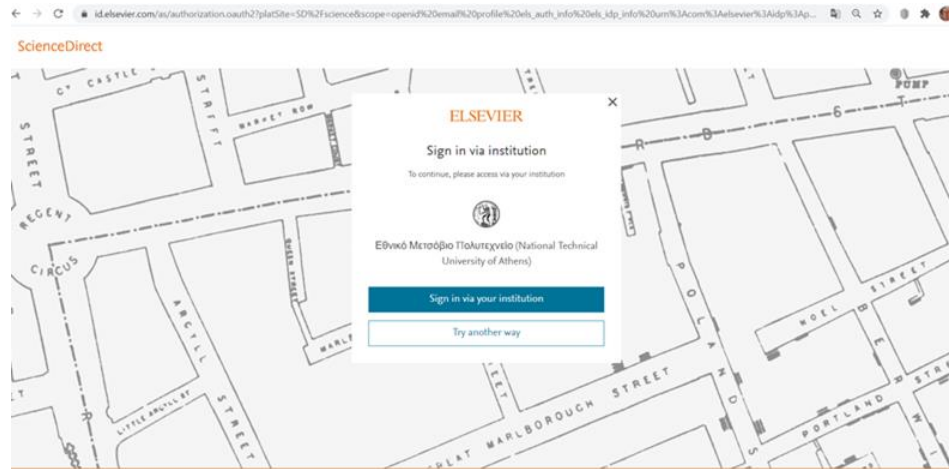 id.elsevier.com/as/authorization.oauth2?platSite=SD%2Fscience&scope=openid%20email%20profile%20els_auth_info%20els_idp_info%20urn%3Acom%3Aelsevier%3Aidp%3Ap...
ScienceDirect
CASTLE
STREET
MARKET ROW
PUMP
STREET
REGENT
CIRCUS
ARGYLL
STREET
LITTLE ARGYLL ST
ELSEVIER
Sign in via institution
To continue, please access via your institution
Εθνικό Μετσόβιο Πολυτεχνείο (National Technical
University of Athens)
Sign in via your institution
Try another way
POLAND
NOEL
STREET
MARLBOROUGH STREET
PORTLAND